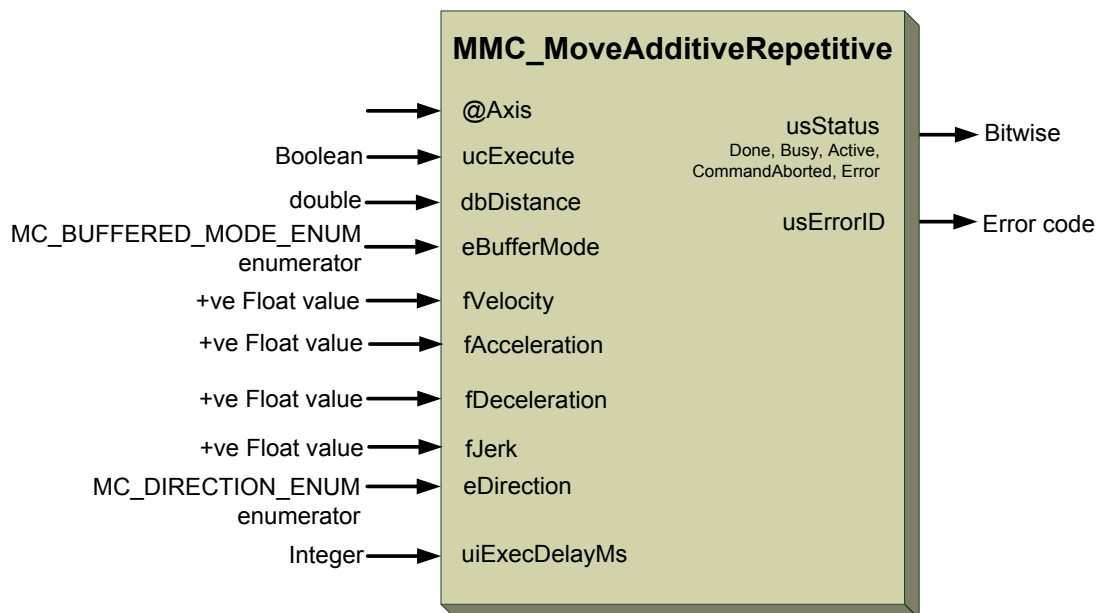 MMC_MoveAdditiveRepetitive
@Axis
Boolean
ucExecute
double
dbDistance
MC_BUFFERED_MODE_ENUM
enumerator
eBufferMode
+ve Float value
fVelocity
+ve Float value
fAcceleration
+ve Float value
fDeceleration
+ve Float value
fJerk
MC_DIRECTION_ENUM
enumerator
eDirection
Integer
uiExecDelayMs
usStatus
Done, Busy, Active,
CommandAborted, Error
Bitwise
usErrorID
Error code